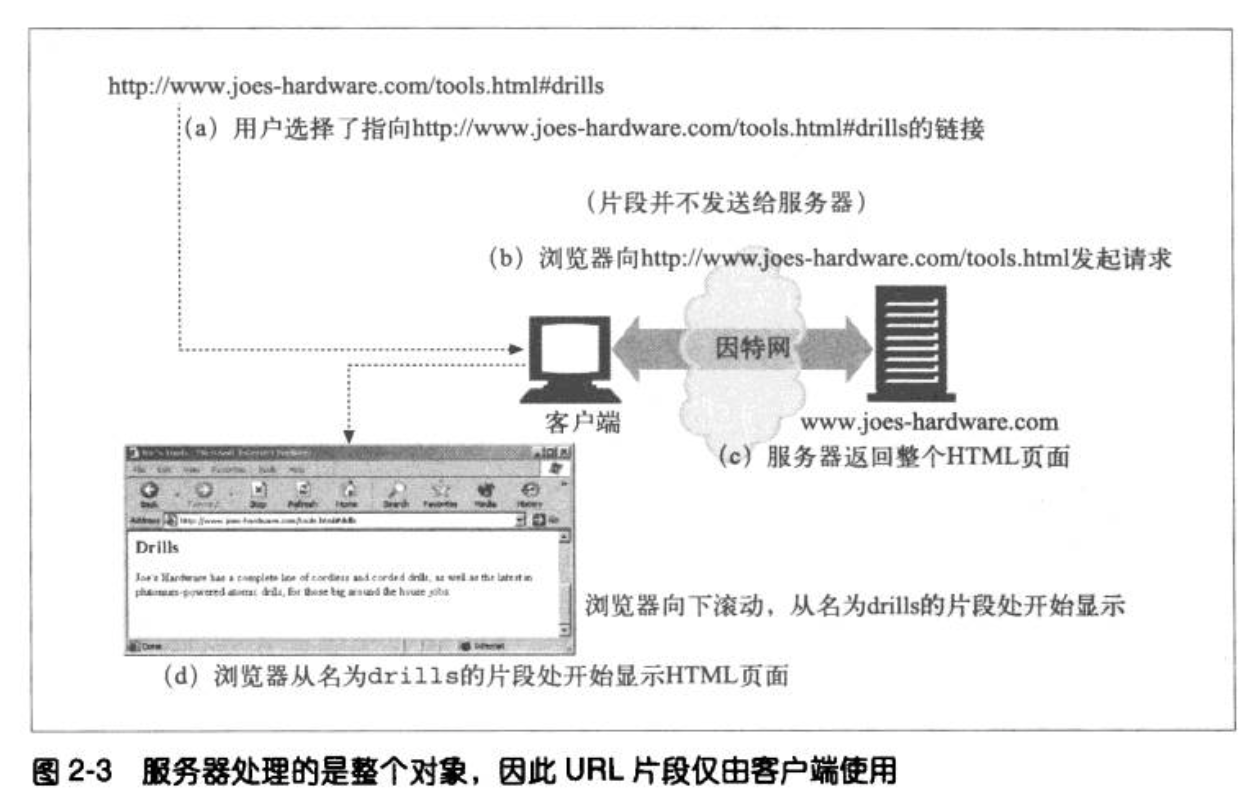 http://www.joes-hardware.com/tools.html#drills
(a) 用户选择了指向http://www.joes-hardware.com/tools.html#drills的链接
(片段并不发送给服务器)
(b) 浏览器向http://www.joes-hardware.com/tools.html发起请求
因特网
客户端
www.joes-hardware.com
(c) 服务器返回整个HTML页面
Back Stop Refresh Home Search Favorites Media History
Address http://www.joes-hardware.com/tools.html#drills Go
Drills
Joe's Hardware has a complete line of cordless and corded drills, as well as the latest in
plutonium-powered atomic drills, for those big around the house jobs
浏览器向下滚动，从名为drills的片段处开始显示
Done Internet
(d) 浏览器从名为drills的片段处开始显示HTML页面
图 2-3 服务器处理的是整个对象，因此 URL 片段仅由客户端使用